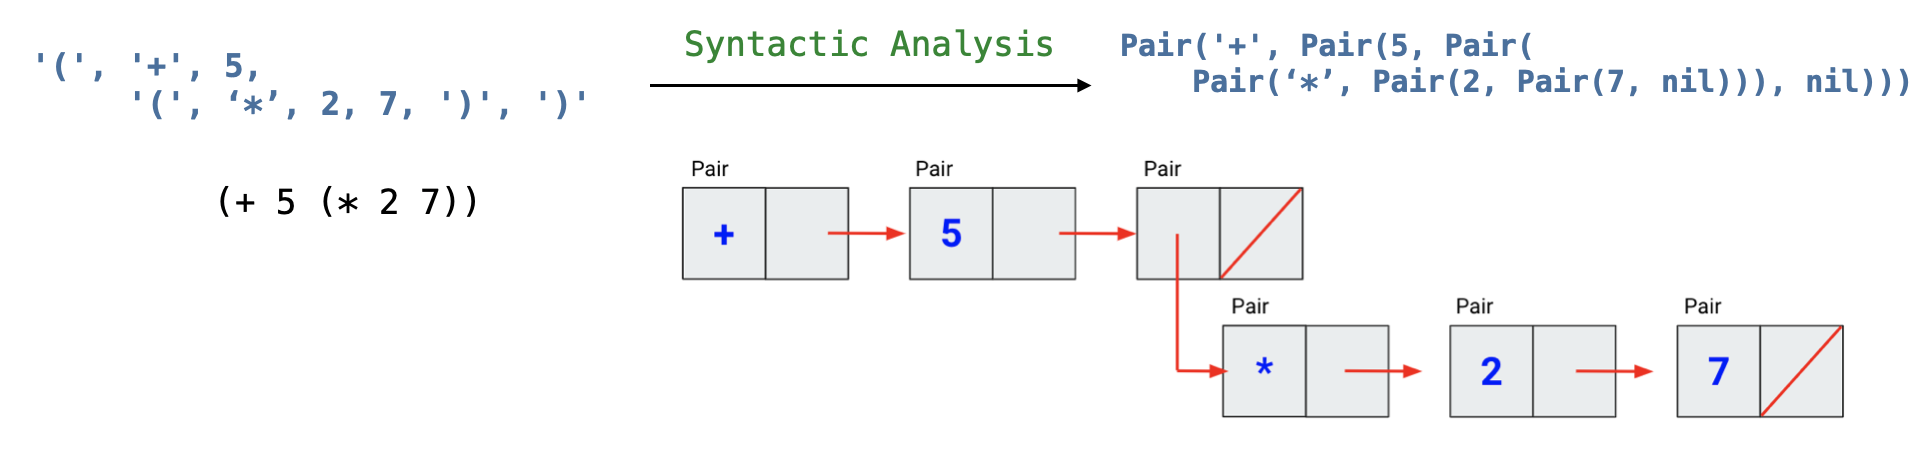 '(', '+', 5,
'(', ‘*’, 2, 7, ')', ')'
(+ 5 (* 2 7))
Syntactic Analysis
Pair('+', Pair(5, Pair(
Pair(‘*’, Pair(2, Pair(7, nil))), nil)))
Pair Pair Pair
+ 5
Pair Pair Pair
* 2 7